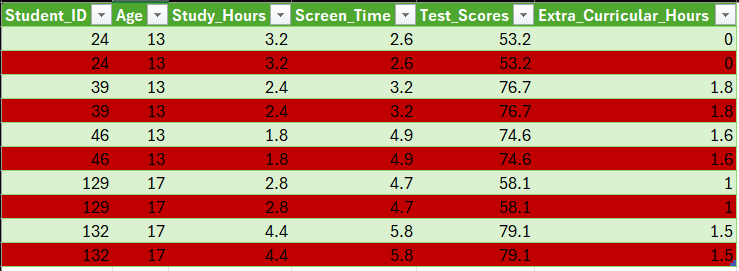 Student_ID Age Study_Hours Screen_Time Test_Scores Extra_Curricular_Hours
24 13 3.2 2.6 53.2 0
24 13 3.2 2.6 53.2 0
39 13 2.4 3.2 76.7 1.8
39 13 2.4 3.2 76.7 1.8
46 13 1.8 4.9 74.6 1.6
46 13 1.8 4.9 74.6 1.6
129 17 2.8 4.7 58.1 1
129 17 2.8 4.7 58.1 1
132 17 4.4 5.8 79.1 1.5
132 17 4.4 5.8 79.1 1.5